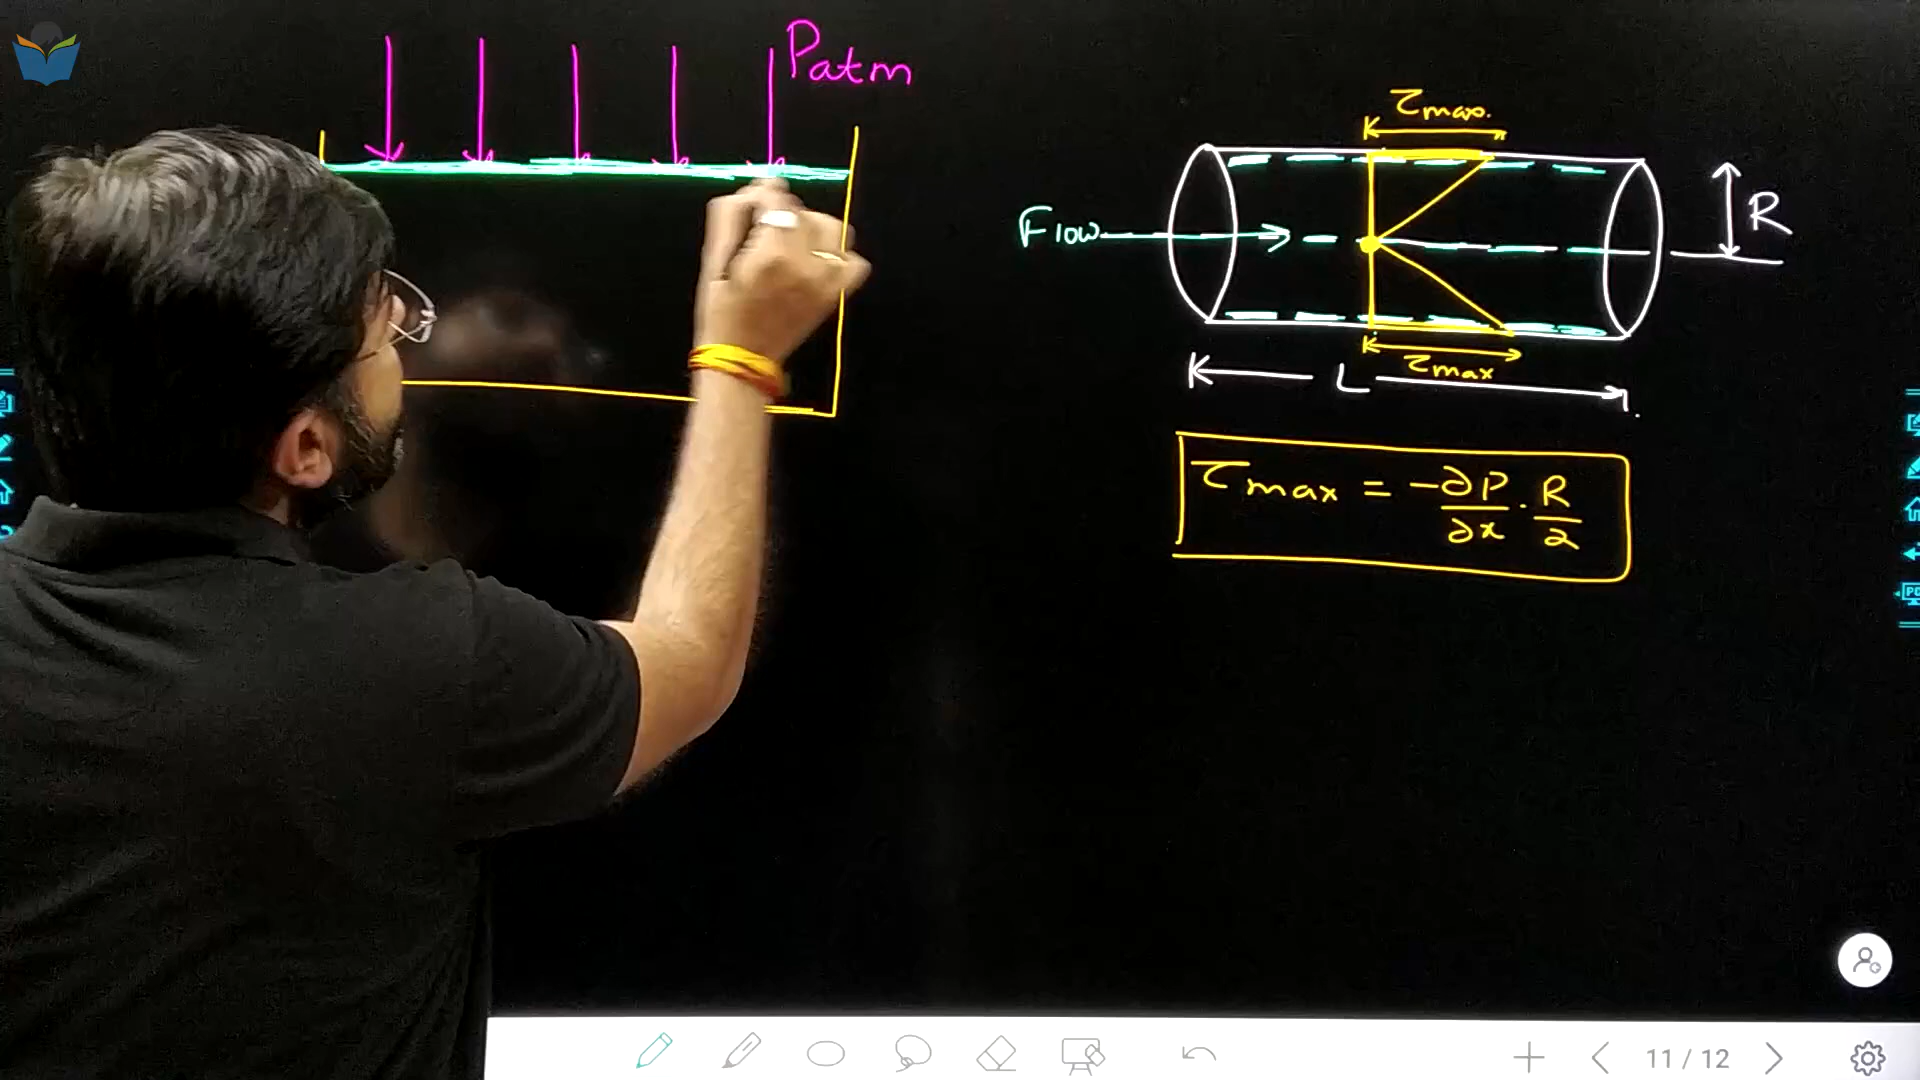 Patm
τmax.
Flow
R
τmax
L
τmax = -∂P/∂x . R/2
11 / 12